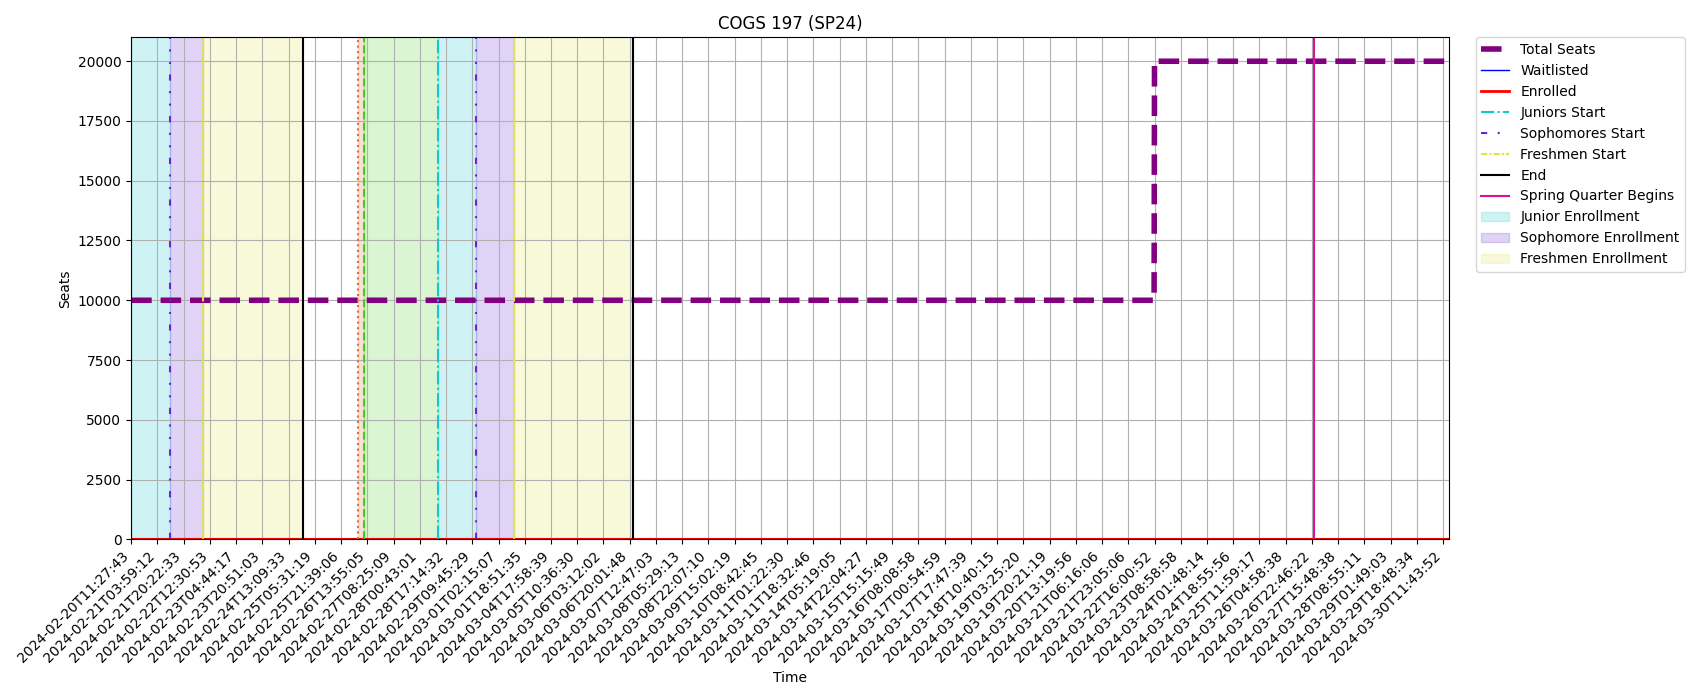 COGS 197 (SP24)
Seats
20000
17500
15000
12500
10000
7500
5000
2500
0
Total Seats
Waitlisted
Enrolled
Juniors Start
Sophomores Start
Freshmen Start
End
Spring Quarter Begins
Junior Enrollment
Sophomore Enrollment
Freshmen Enrollment
2024-02-20T11:27:43
2024-02-21T03:59:12
2024-02-21T20:22:33
2024-02-22T12:30:53
2024-02-23T04:44:17
2024-02-23T20:51:03
2024-02-24T13:09:33
2024-02-25T05:31:19
2024-02-25T21:39:06
2024-02-26T13:55:05
2024-02-27T08:25:09
2024-02-28T00:43:01
2024-02-28T17:14:32
2024-02-29T09:45:29
2024-03-01T02:15:07
2024-03-01T18:51:35
2024-03-04T17:58:39
2024-03-05T10:36:30
2024-03-06T03:12:02
2024-03-06T20:01:48
2024-03-07T12:47:03
2024-03-08T05:29:13
2024-03-08T22:07:10
2024-03-09T15:02:19
2024-03-10T08:42:45
2024-03-11T01:22:30
2024-03-11T18:32:46
2024-03-14T05:19:05
2024-03-14T22:04:27
2024-03-15T15:15:49
2024-03-16T08:08:58
2024-03-17T00:54:59
2024-03-17T17:47:39
2024-03-18T10:40:15
2024-03-19T03:25:20
2024-03-19T20:21:19
2024-03-20T13:19:56
2024-03-21T06:16:06
2024-03-21T23:05:06
2024-03-22T16:00:52
2024-03-23T08:58:58
2024-03-24T01:48:14
2024-03-24T18:55:56
2024-03-25T11:59:17
2024-03-26T04:58:38
2024-03-26T22:46:22
2024-03-27T15:48:38
2024-03-28T08:55:11
2024-03-29T01:49:03
2024-03-29T18:48:34
2024-03-30T11:43:52
Time